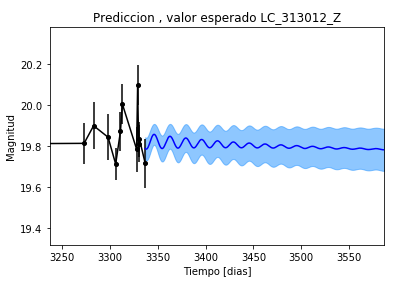 Prediccion , valor esperado LC_313012_Z
20.2
20.0
19.8
19.6
19.4
Magnitud
3250 3300 3350 3400 3450 3500 3550
Tiempo [dias]